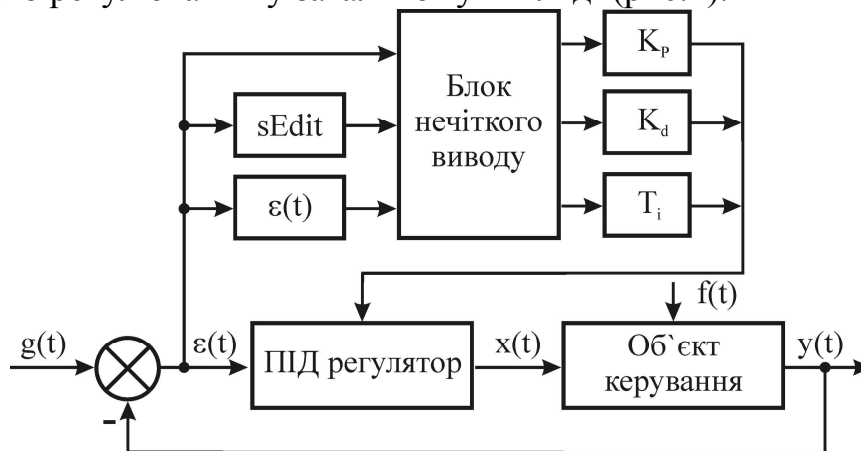 K_P
Блок
нечіткого
виводу
sEdit
K_d
ε(t)
T_i
f(t)
g(t)
ε(t)
ПІД регулятор
x(t)
Об`єкт
керування
y(t)
-